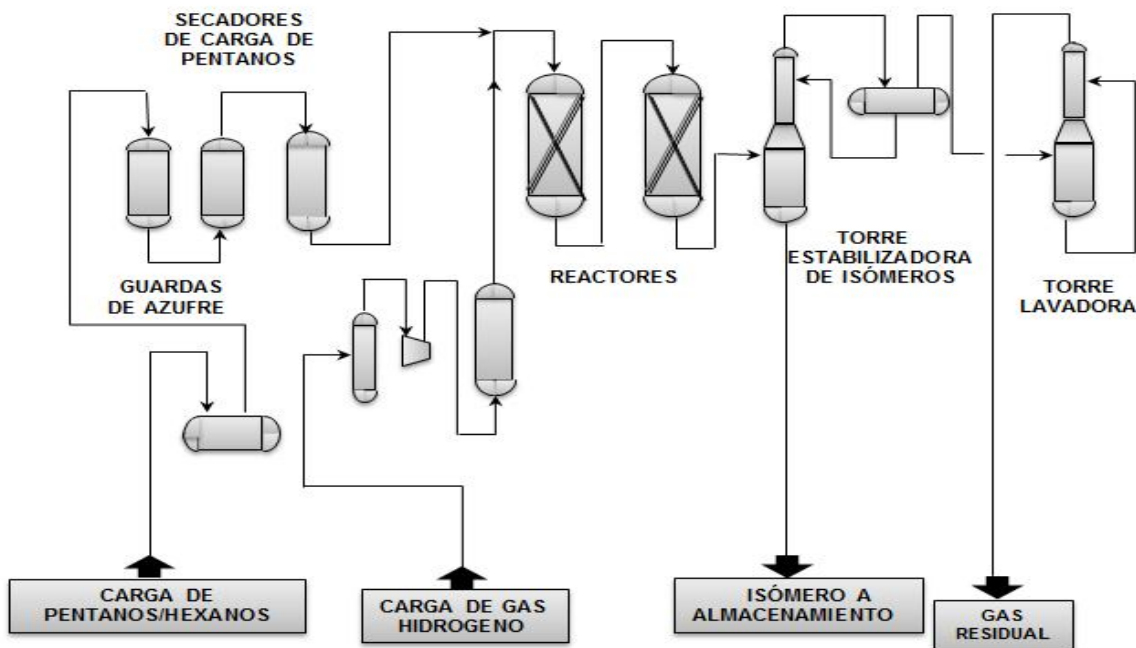 SECADORES
DE CARGA DE
PENTANOS
GUARDAS
DE AZUFRE
REACTORES
TORRE
ESTABILIZADORA
DE ISÓMEROS
TORRE
LAVADORA
CARGA DE
PENTANOS/HEXANOS
CARGA DE GAS
HIDROGENO
ISÓMERO A
ALMACENAMIENTO
GAS
RESIDUAL